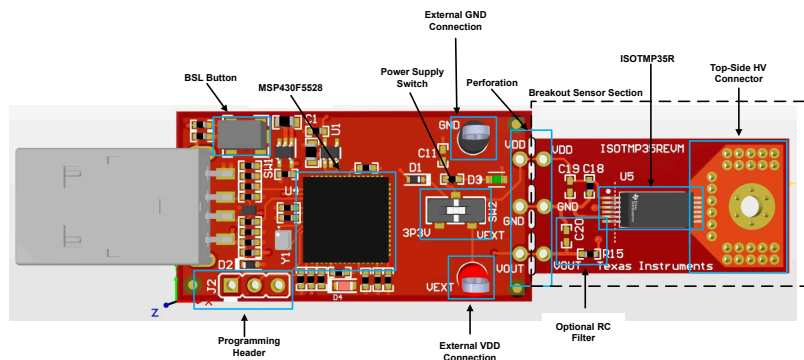 External GND
Connection
ISOTMP35R
BSL Button
MSP430F5528
Power Supply
Switch
Perforation
Top-Side HV
Connector
Breakout Sensor Section
C1
U1
GND
VDD
VDD
ISOTMP35REVM
SW1
C11
D1
D3
C19
C18
U5
U4
SW2
GND
GND
3P3V
VEXT
C20
Y1
D2
VOUT
VOUT
R15
Texas Instruments
J2
D4
VEXT
X
Z
Programming
Header
External VDD
Connection
Optional RC
Filter